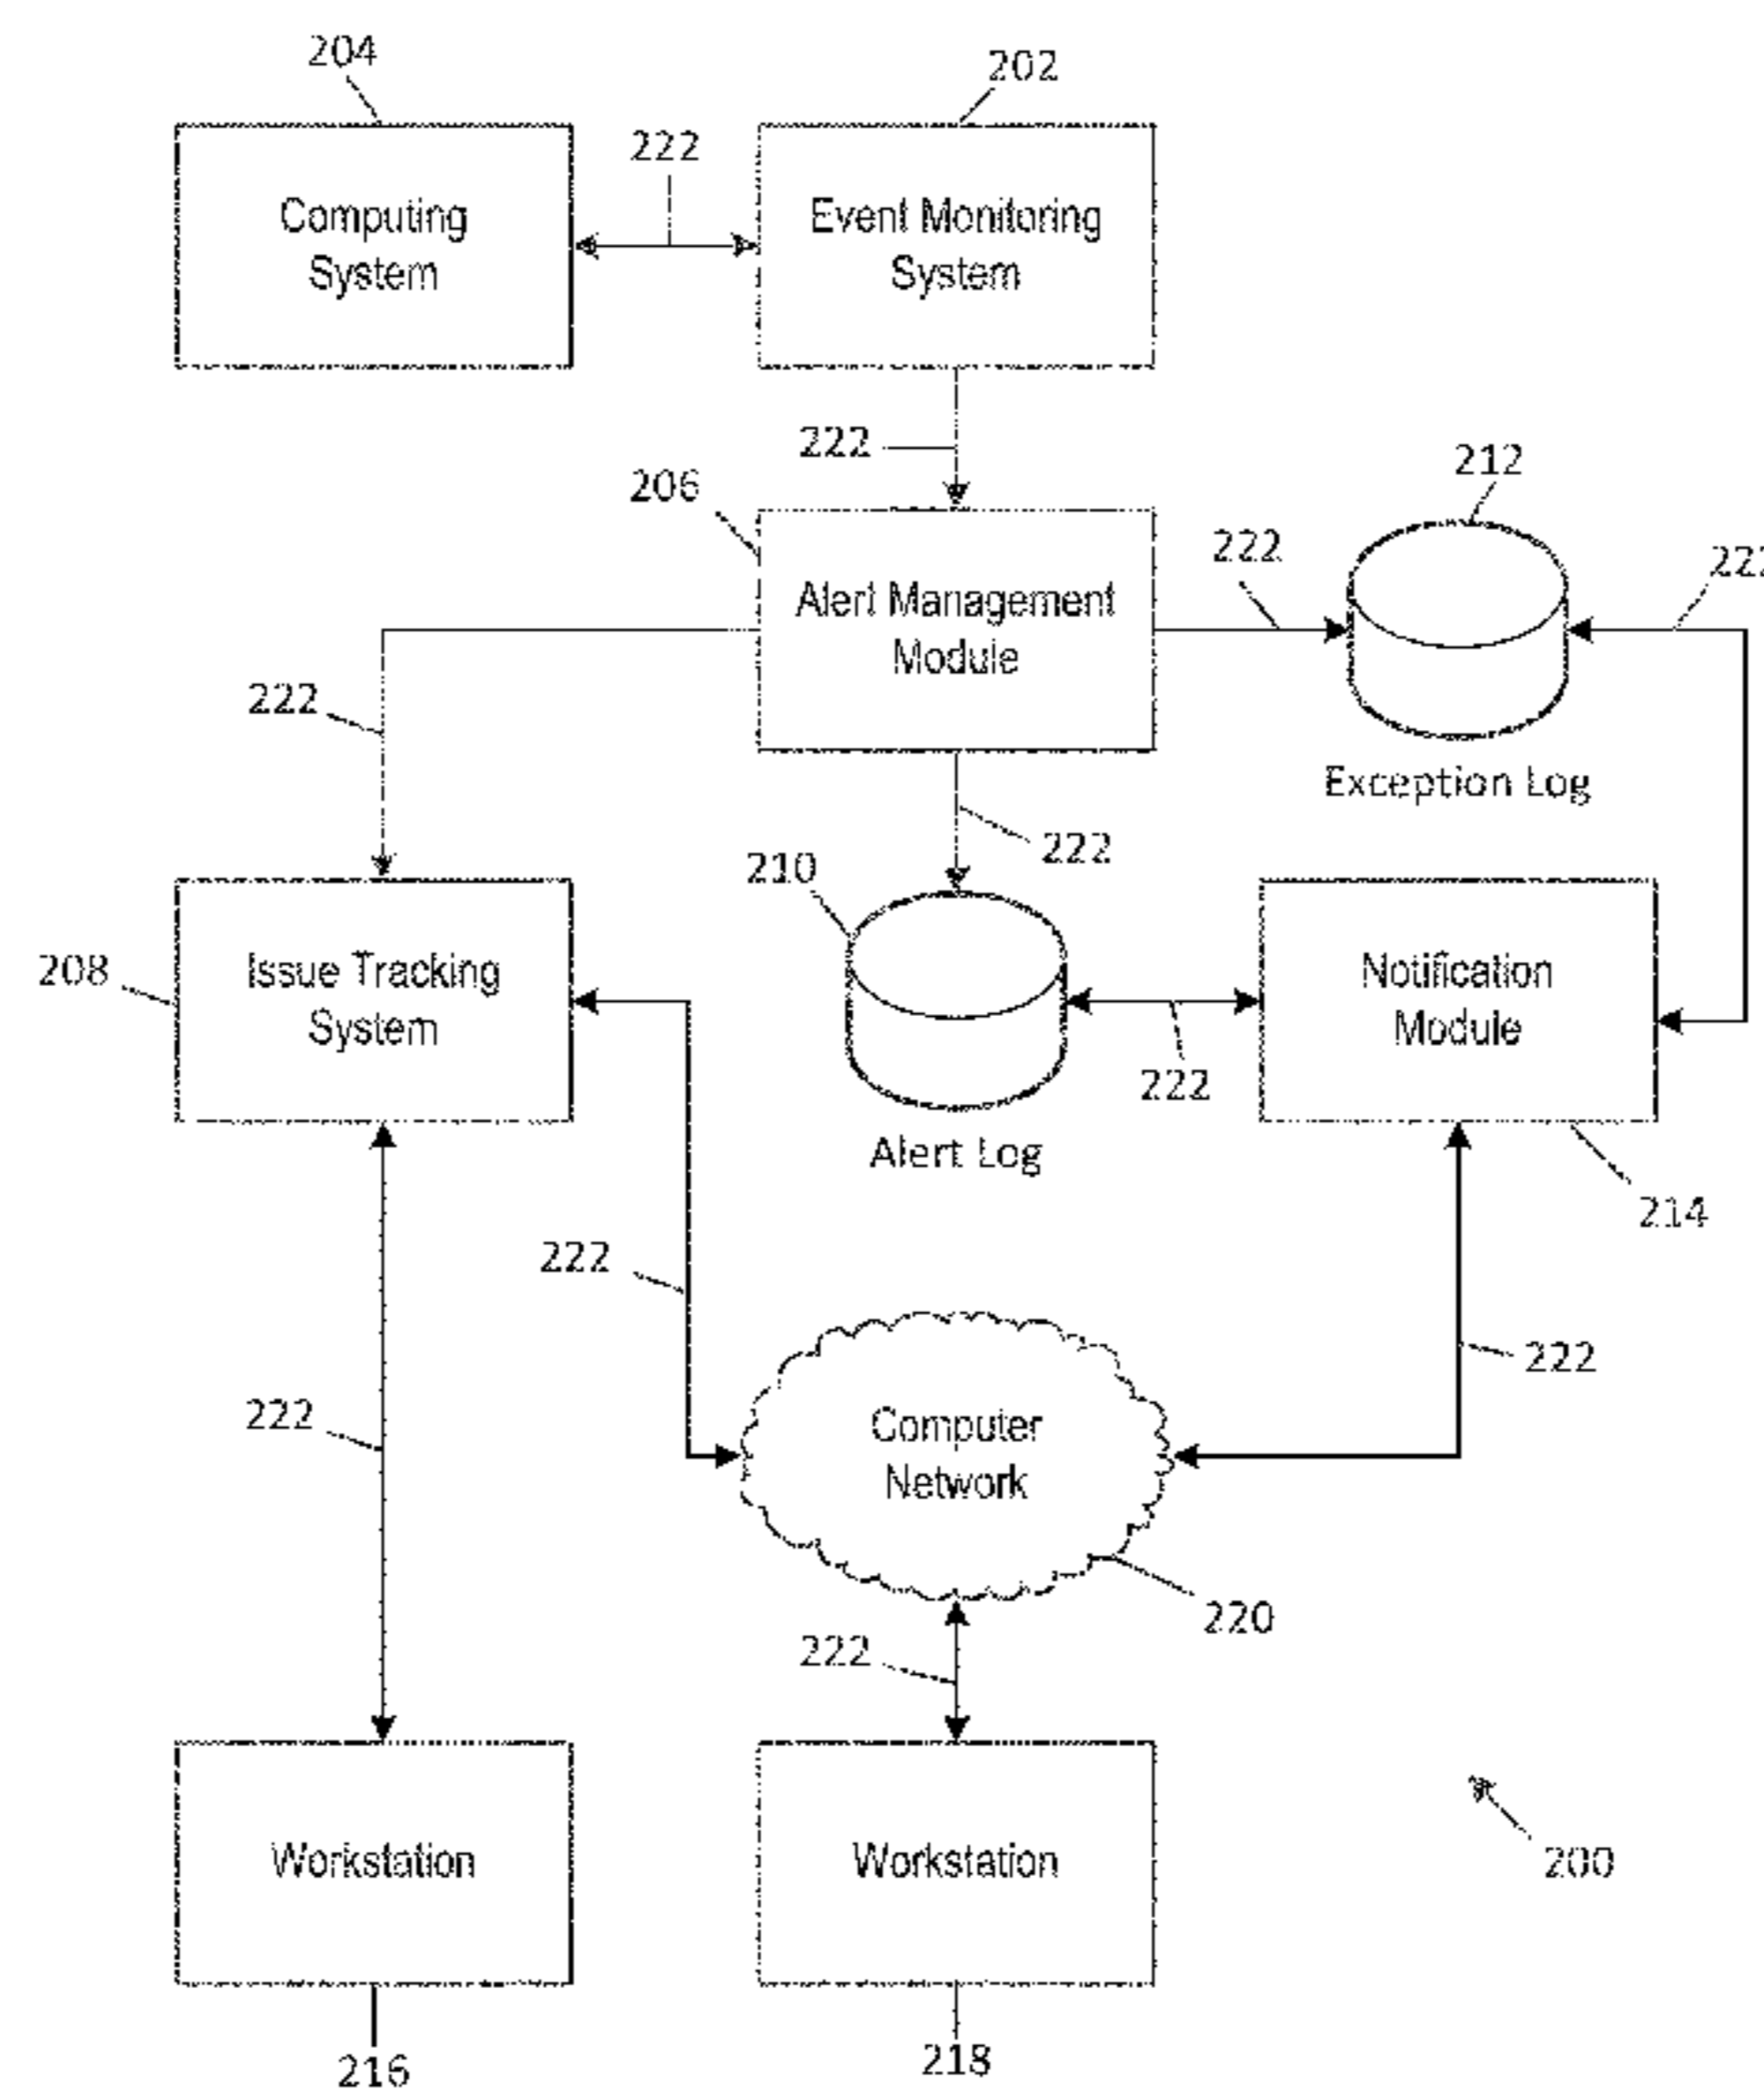 204
202
222
Computing
System
Event Monitoring
System
222
206
212
222
222
Alert Management
Module
222
Exception Log
222
210
208
Issue Tracking
System
Notification
Module
222
Alert Log
214
222
222
222
Computer
Network
220
222
Workstation
Workstation
200
216
218